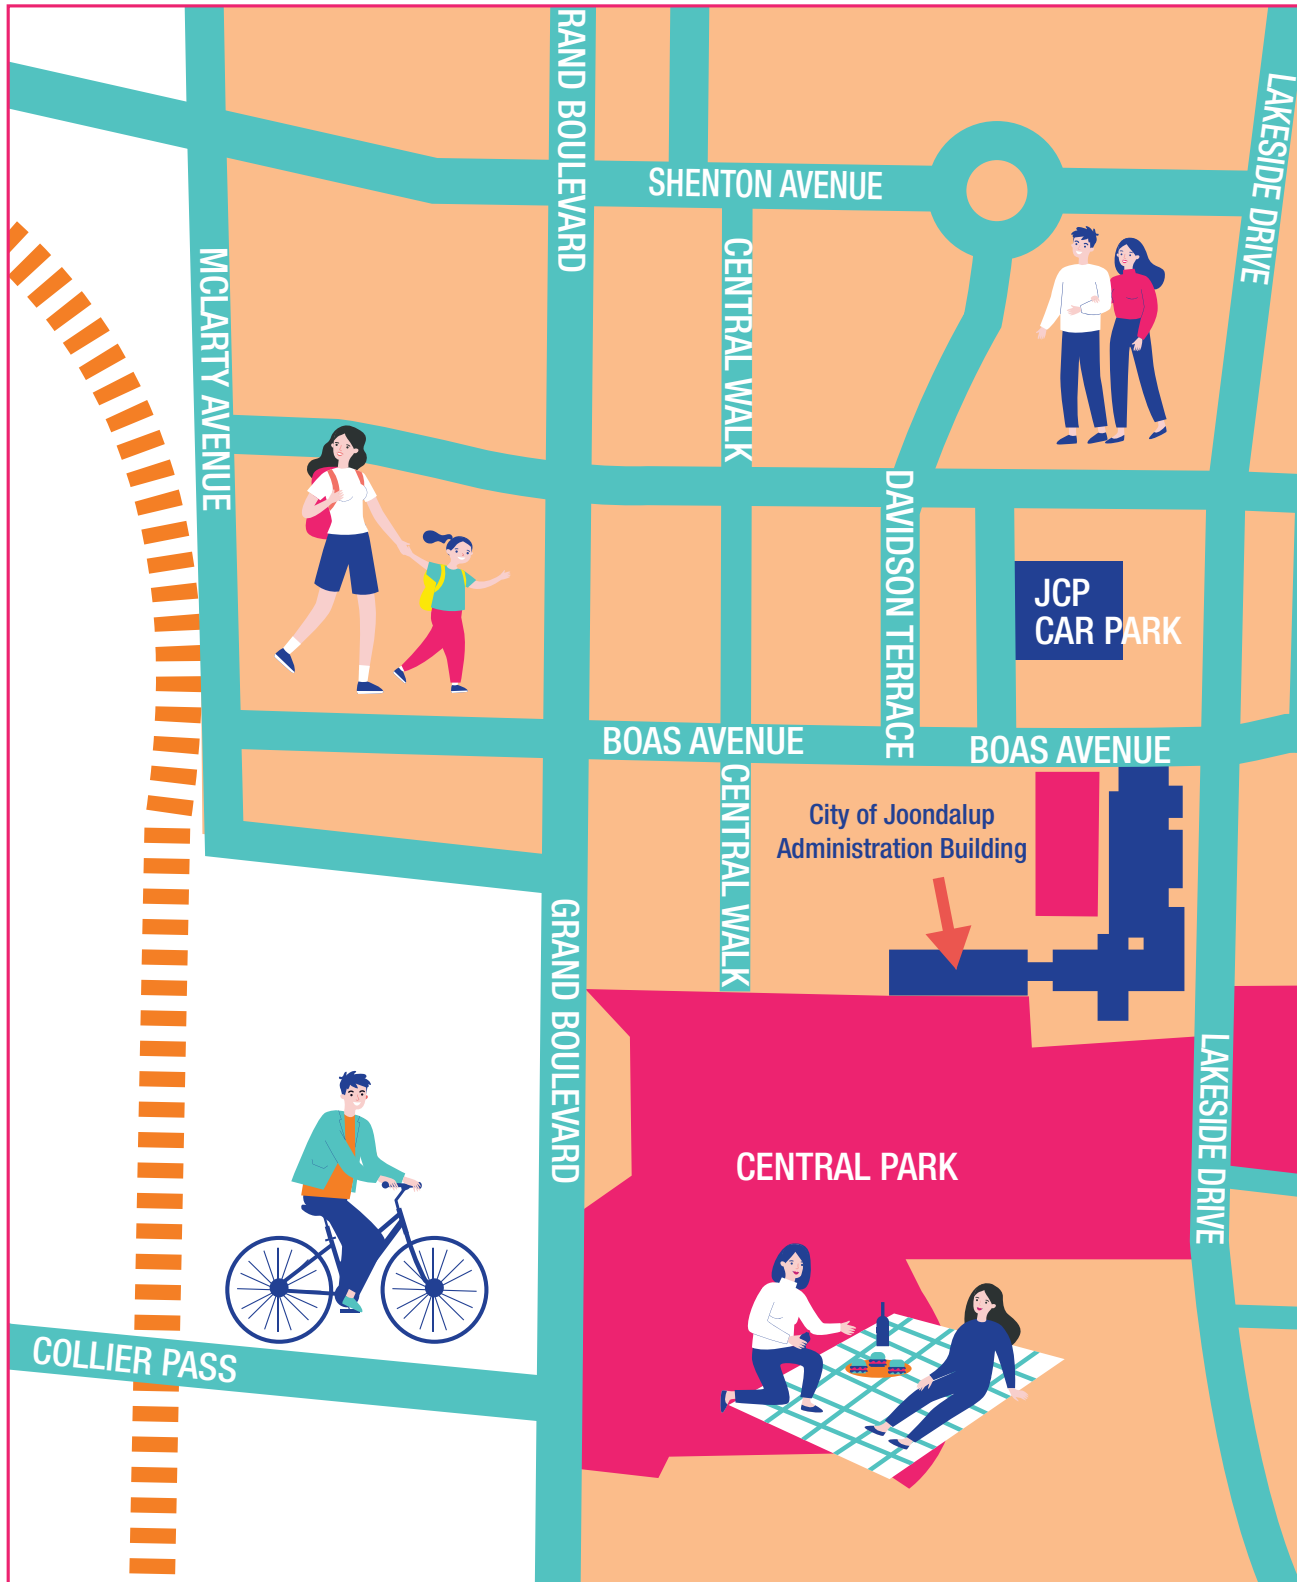 RAND BOULEVARD
LAKESIDE DRIVE
SHENTON AVENUE
MCLARTY AVENUE
CENTRAL WALK
DAVIDSON TERRACE
JCP
CAR PARK
BOAS AVENUE
BOAS AVENUE
CENTRAL WALK
City of Joondalup
Administration Building
GRAND BOULEVARD
LAKESIDE DRIVE
CENTRAL PARK
COLLIER PASS